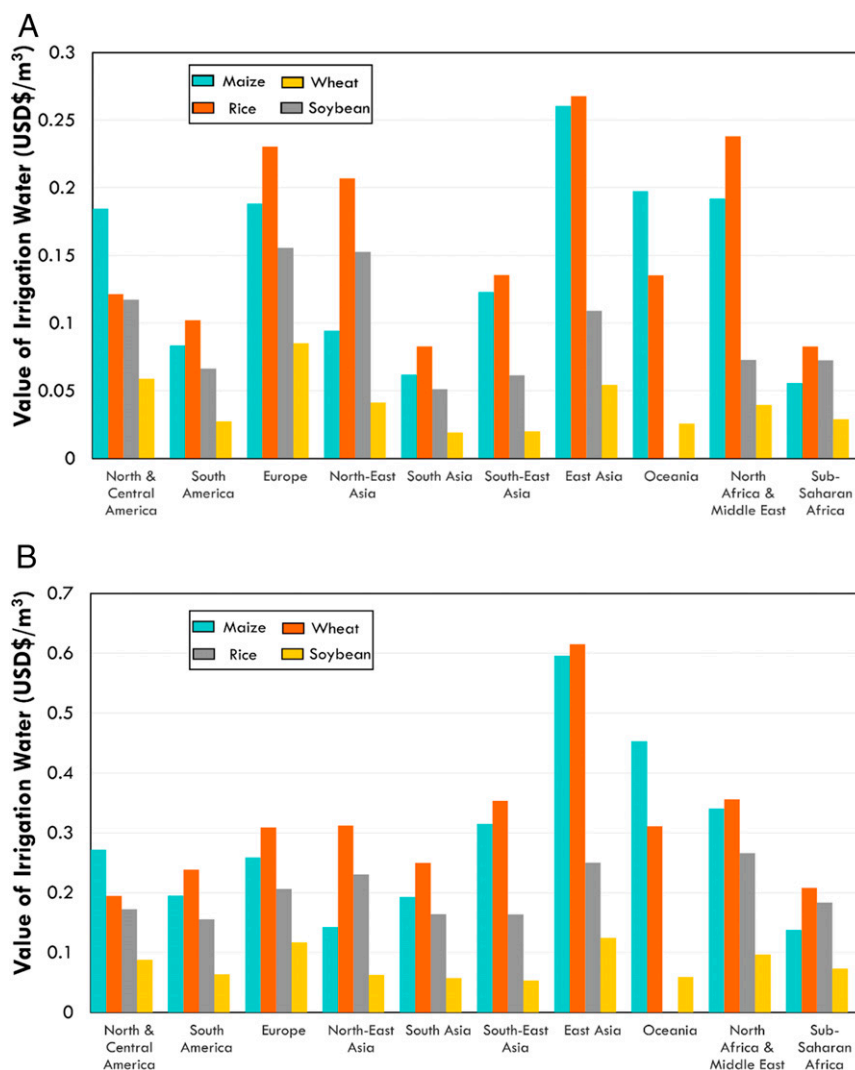 A
Value of Irrigation Water (USD$/m³)
0.3
0.25
0.2
0.15
0.1
0.05
0
Maize Wheat
Rice Soybean
North &
Central
America
South
America
Europe
North-East
Asia
South Asia
South-East
Asia
East Asia
Oceania
North
Africa &
Middle East
Sub-
Saharan
Africa
B
Value of Irrigation Water (USD$/m³)
0.7
0.6
0.5
0.4
0.3
0.2
0.1
0
Maize Wheat
Rice Soybean
North &
Central
America
South
America
Europe
North-East
Asia
South Asia
South-East
Asia
East Asia
Oceania
North
Africa &
Middle East
Sub-
Saharan
Africa